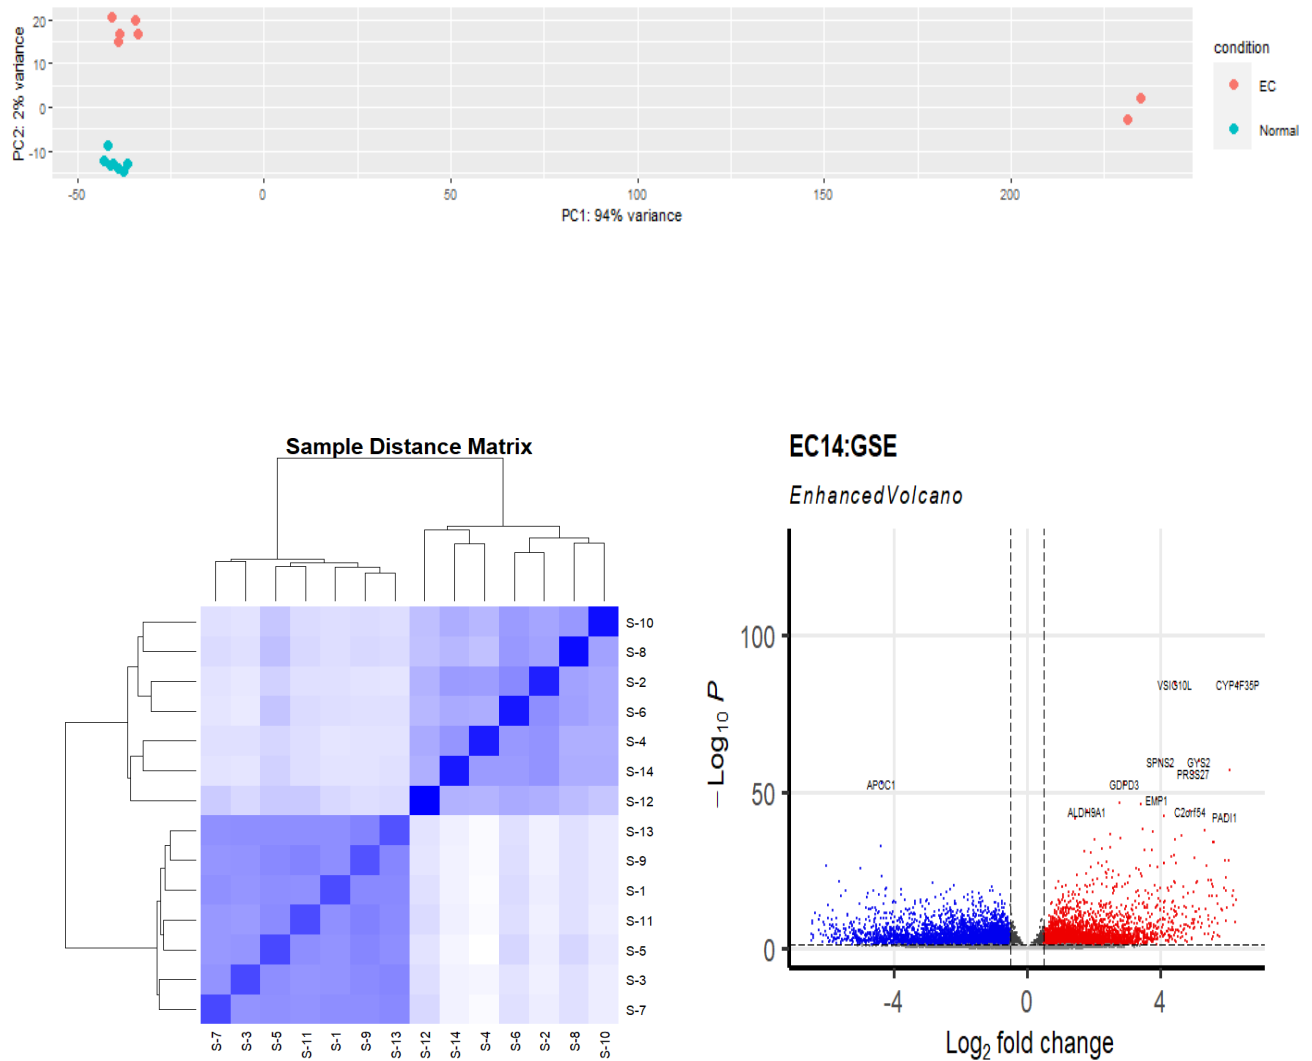 20
10
0
-10
PC2: 2% variance
-50
0
50
100
150
200
PC1: 94% variance
condition
EC
Normal
Sample Distance Matrix
S-10
S-8
S-2
S-6
S-4
S-14
S-12
S-13
S-9
S-1
S-11
S-5
S-3
S-7
S-7
S-3
S-5
S-11
S-1
S-9
S-13
S-12
S-14
S-4
S-6
S-2
S-8
S-10
EC14:GSE
EnhancedVolcano
−Log10 P
100
50
0
VSIG10L
CYP4F35P
SPNS2
GYS2
PRSS27
APOC1
GDPD3
EMP1
ALDH9A1
C2orf54
PADI1
-4
0
4
Log2 fold change